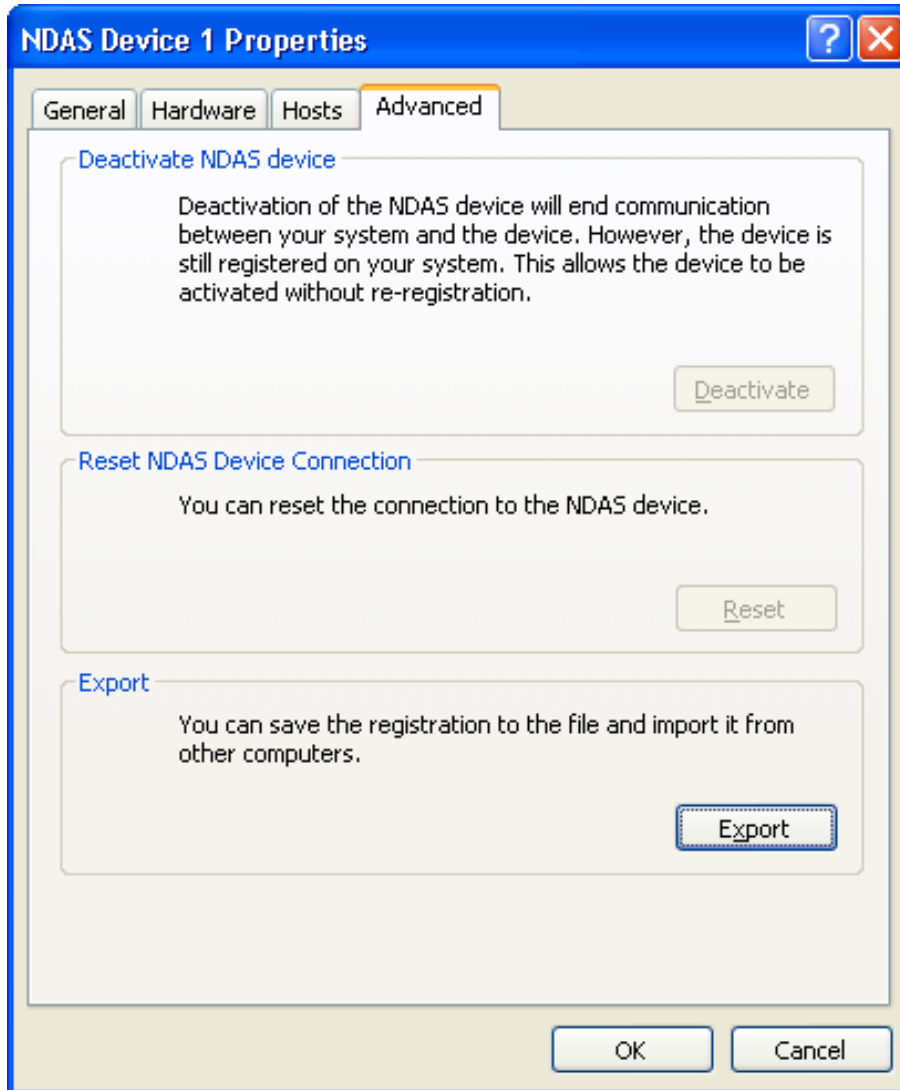 NDAS Device 1 Properties
?
General Hardware Hosts Advanced
Deactivate NDAS device
Deactivation of the NDAS device will end communication
between your system and the device. However, the device is
still registered on your system. This allows the device to be
activated without re-registration.
Deactivate
Reset NDAS Device Connection
You can reset the connection to the NDAS device.
Reset
Export
You can save the registration to the file and import it from
other computers.
Export
OK Cancel